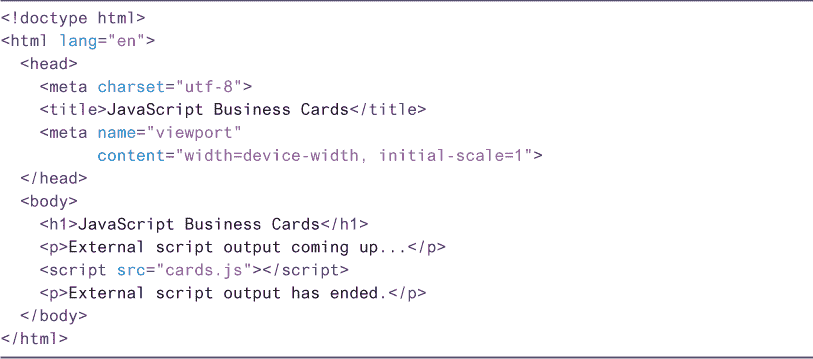 <!doctype html>
<html lang="en">
  <head>
    <meta charset="utf-8">
    <title>JavaScript Business Cards</title>
    <meta name="viewport"
          content="width=device-width, initial-scale=1">
  </head>
  <body>
    <h1>JavaScript Business Cards</h1>
    <p>External script output coming up...</p>
    <script src="cards.js"></script>
    <p>External script output has ended.</p>
  </body>
</html>